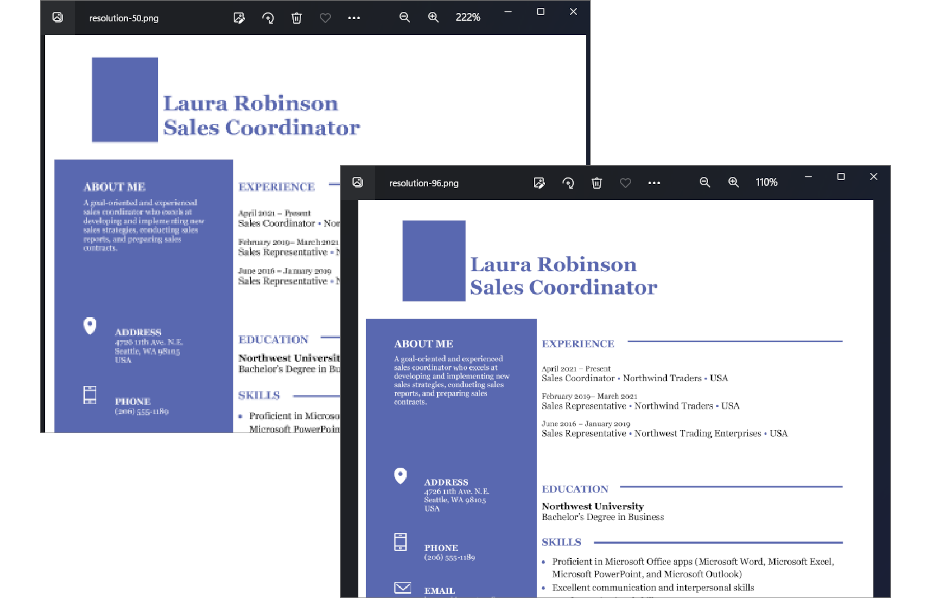 resolution-50.png
222%
Laura Robinson
Sales Coordinator
ABOUT ME
A goal-oriented and experienced
sales coordinator who excels at
developing and implementing new
sales strategies, conducting sales
reports, and preparing sales
contracts.
ADDRESS
4726 11th Ave. N.E.
Seattle, WA 98105
USA
PHONE
(206) 555-1189
EXPERIENCE
April 2021 – Present
Sales Coordinator •
February 2019– March 2021
Sales Representative •
June 2016 – January 2019
Sales Representative •
EDUCATION
Northwest
Bachelor's Degree in
SKILLS
• Proficient in
Microsoft
resolution-96.png
110%
Laura Robinson
Sales Coordinator
ABOUT ME
A goal-oriented and experienced
sales coordinator who excels at
developing and implementing new
sales strategies, conducting sales
reports, and preparing sales
contracts.
ADDRESS
4726 11th Ave. N.E.
Seattle, WA 98105
USA
PHONE
(206) 555-1189
EMAIL
EXPERIENCE
April 2021 – Present
Sales Coordinator • Northwind Traders • USA
February 2019– March 2021
Sales Representative • Northwind Traders • USA
June 2016 – January 2019
Sales Representative • Northwest Trading Enterprises • USA
EDUCATION
Northwest University
Bachelor's Degree in Business
SKILLS
• Proficient in Microsoft Office apps (Microsoft Word, Microsoft Excel,
Microsoft PowerPoint, and Microsoft Outlook)
• Excellent communication and interpersonal skills